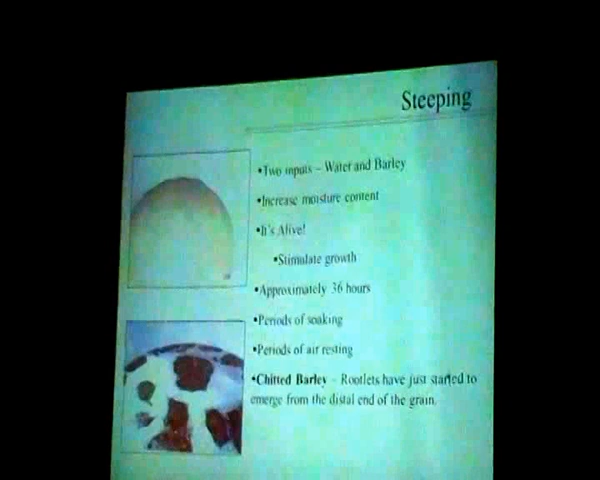 Steeping
•Two inputs – Water and Barley
•Increase moisture content
•It's Alive!
•Stimulate growth
•Approximately 36 hours
•Periods of soaking
•Periods of air resting
•Chitted Barley – Rootlets have just started to
emerge from the distal end of the grain.